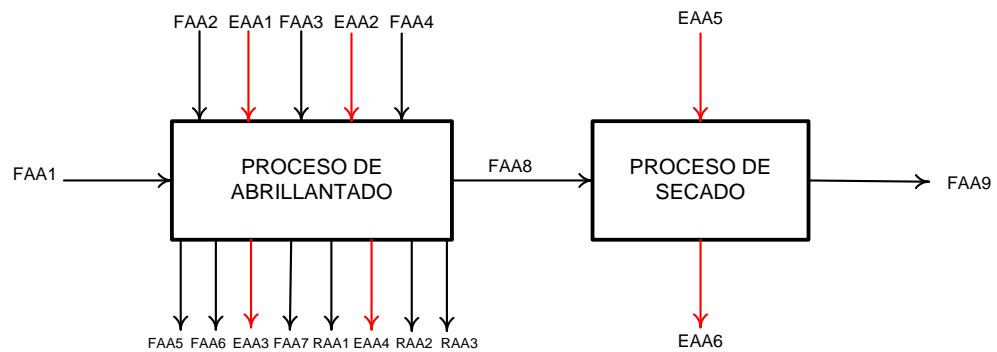 FAA2 EAA1 FAA3 EAA2 FAA4
EAA5
FAA1
PROCESO DE
ABRILLANTADO
FAA8
PROCESO DE
SECADO
FAA9
FAA5 FAA6 EAA3 FAA7 RAA1 EAA4 RAA2 RAA3
EAA6